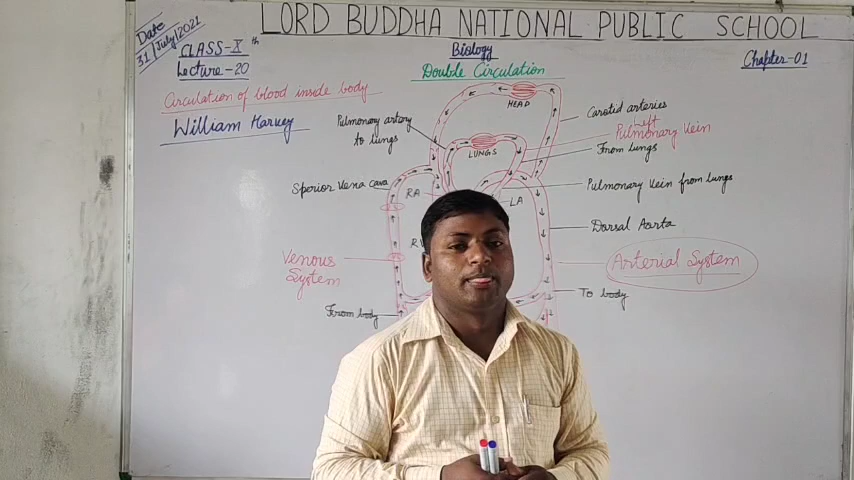 LORD BUDDHA NATIONAL PUBLIC SCHOOL
Date
31/July/2021
CLASS-X th
Lecture-20
Biology
Chapter-01
Double Circulation
Circulation of blood inside body
William Harvey
HEAD
Carotid arteries
Pulmonary artery
to lungs
LUNGS
Left
Pulmonary Vein
From lungs
Sperior Vena cava
RA
LA
Pulmonary Vein from lungs
Dorsal Aorta
Venous
System
Arterial System
To body
From body